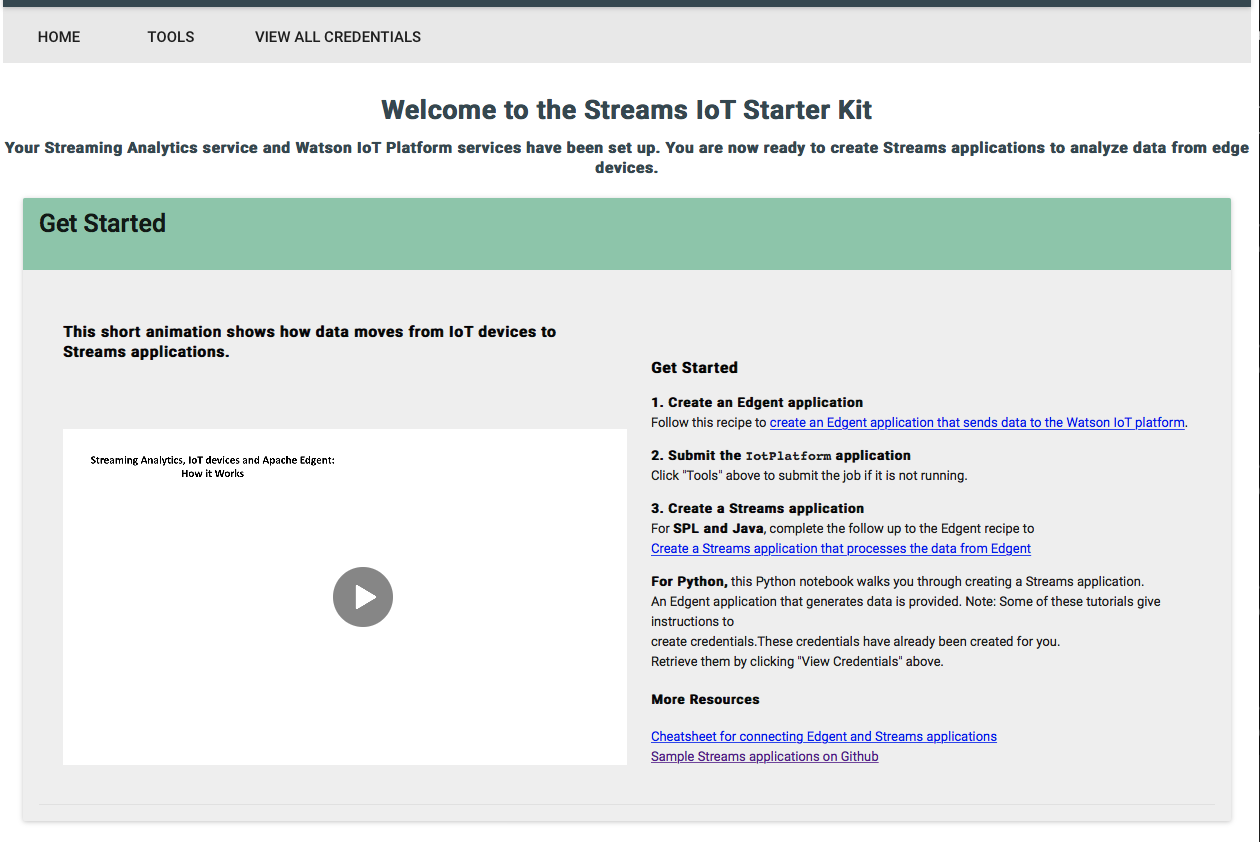 HOME TOOLS VIEW ALL CREDENTIALS
Welcome to the Streams IoT Starter Kit
Your Streaming Analytics service and Watson IoT Platform services have been set up. You are now ready to create Streams applications to analyze data from edge
devices.
Get Started
This short animation shows how data moves from IoT devices to
Streams applications.
Streaming Analytics, IoT devices and Apache Edgent:
How it Works
Get Started
1. Create an Edgent application
Follow this recipe to create an Edgent application that sends data to the Watson IoT platform.
2. Submit the IotPlatform application
Click "Tools" above to submit the job if it is not running.
3. Create a Streams application
For SPL and Java, complete the follow up to the Edgent recipe to
Create a Streams application that processes the data from Edgent
For Python, this Python notebook walks you through creating a Streams application.
An Edgent application that generates data is provided. Note: Some of these tutorials give
instructions to
create credentials.These credentials have already been created for you.
Retrieve them by clicking "View Credentials" above.
More Resources
Cheatsheet for connecting Edgent and Streams applications
Sample Streams applications on Github